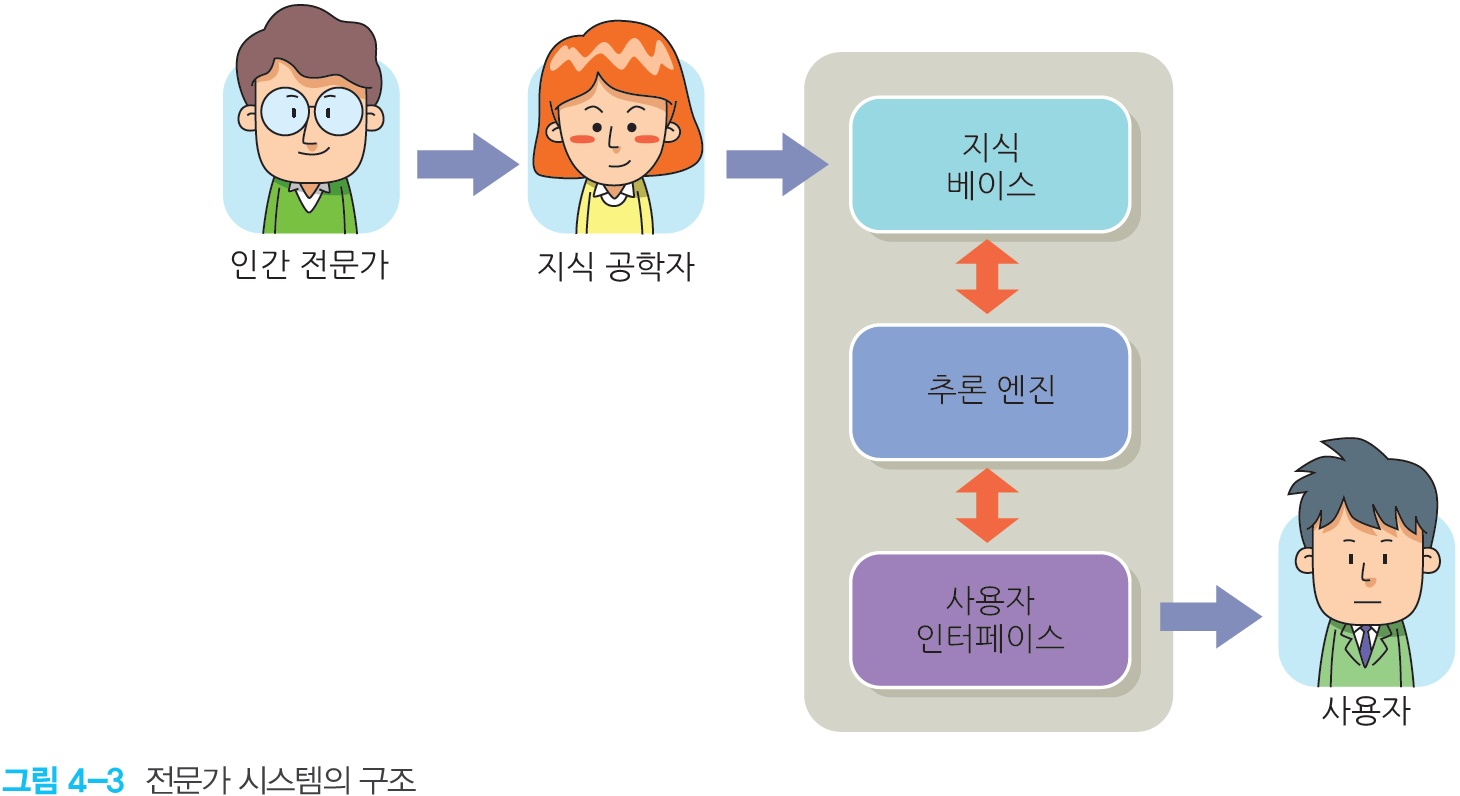 지식
베이스
인간 전문가
지식 공학자
추론 엔진
사용자
인터페이스
사용자
그림 4–3 전문가 시스템의 구조